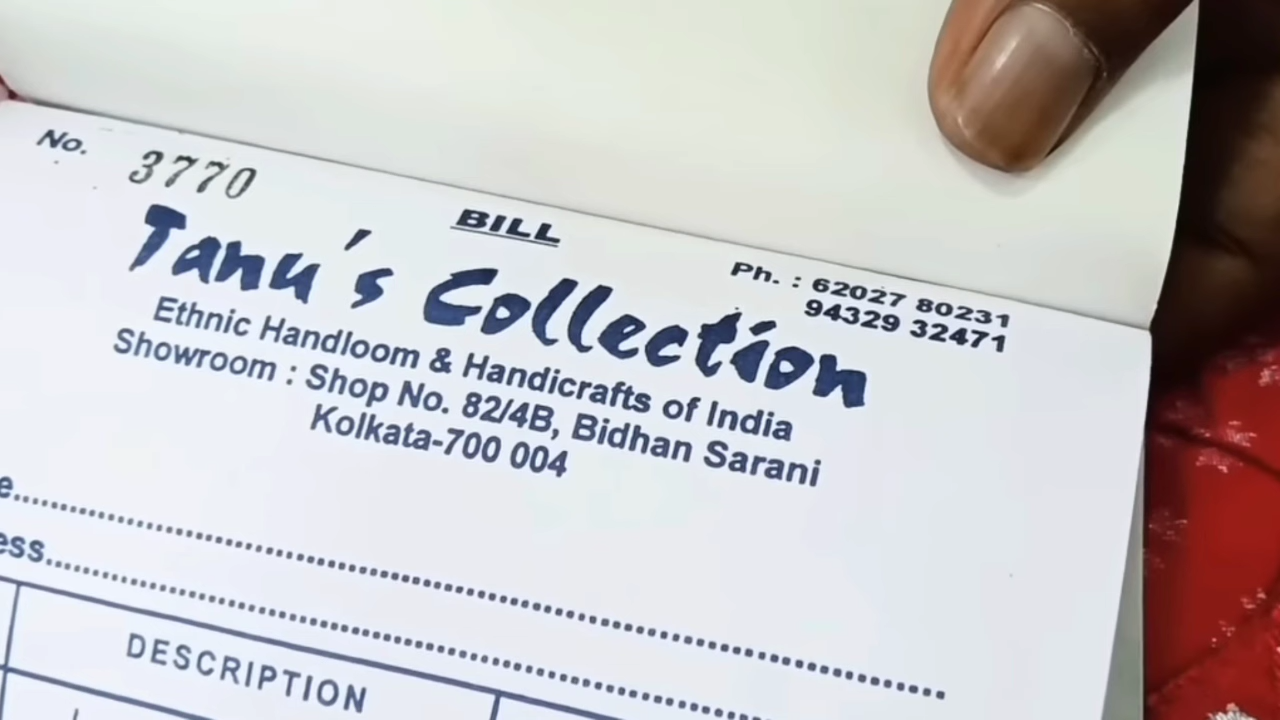 No. 3770
BILL
Ph. : 62027 80231
94329 32471
Tanu's Collection
Ethnic Handloom & Handicrafts of India
Showroom : Shop No. 82/4B, Bidhan Sarani
Kolkata-700 004
DESCRIPTION